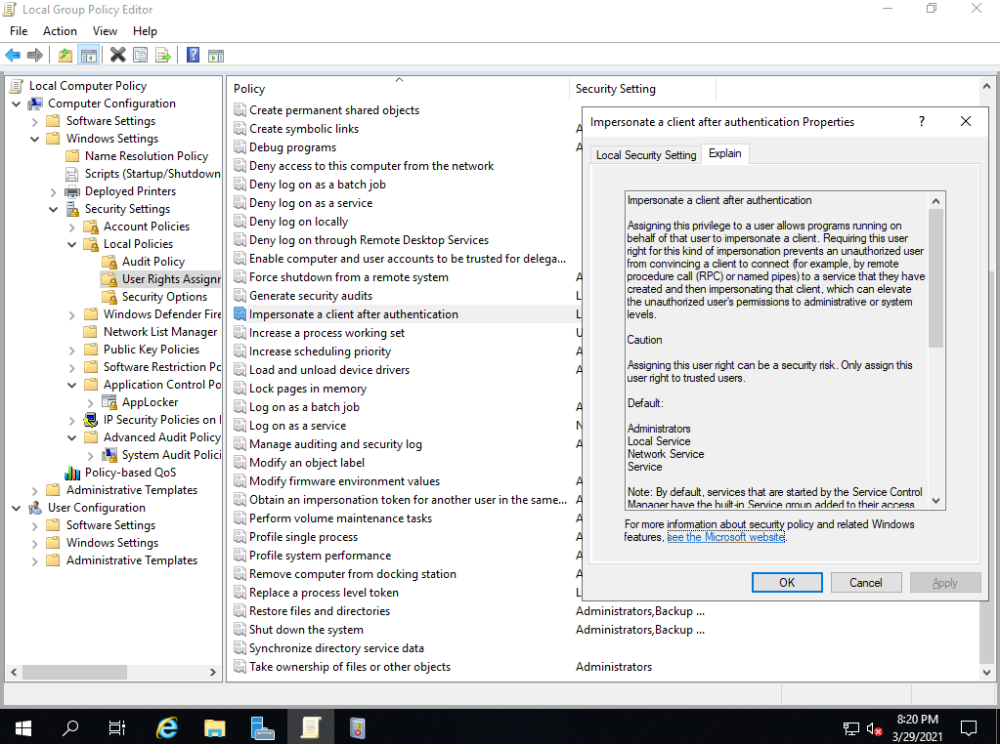 Local Group Policy Editor
File Action View Help
Local Computer Policy
Computer Configuration
Software Settings
Windows Settings
Name Resolution Policy
Scripts (Startup/Shutdown
Deployed Printers
Security Settings
Account Policies
Local Policies
Audit Policy
User Rights Assignr
Security Options
Windows Defender Fire
Network List Manager
Public Key Policies
Software Restriction Po
Application Control Po
AppLocker
IP Security Policies on
Advanced Audit Policy
System Audit Polici
Policy-based QoS
Administrative Templates
User Configuration
Software Settings
Windows Settings
Administrative Templates
Policy Security Setting
Create permanent shared objects
Create symbolic links A
Debug programs A
Deny access to this computer from the network
Deny log on as a batch job
Deny log on as a service
Deny log on locally
Deny log on through Remote Desktop Services
Enable computer and user accounts to be trusted for delega...
Force shutdown from a remote system A
Generate security audits L
Impersonate a client after authentication L
Increase a process working set U
Increase scheduling priority A
Load and unload device drivers A
Lock pages in memory
Log on as a batch job A
Log on as a service N
Manage auditing and security log A
Modify an object label
Modify firmware environment values A
Obtain an impersonation token for another user in the same... A
Perform volume maintenance tasks A
Profile single process A
Profile system performance A
Remove computer from docking station A
Replace a process level token L
Restore files and directories Administrators,Backup ...
Shut down the system Administrators,Backup ...
Synchronize directory service data
Take ownership of files or other objects Administrators
Impersonate a client after authentication Properties ?
Local Security Setting Explain
Impersonate a client after authentication
Assigning this privilege to a user allows programs running on
behalf of that user to impersonate a client. Requiring this user
right for this kind of impersonation prevents an unauthorized user
from convincing a client to connect (for example, by remote
procedure call (RPC) or named pipes) to a service that they have
created and then impersonating that client, which can elevate
the unauthorized user's permissions to administrative or system
levels.
Caution
Assigning this user right can be a security risk. Only assign this
user right to trusted users.
Default:
Administrators
Local Service
Network Service
Service
Note: By default, services that are started by the Service Control
Manager have the built-in Service group added to their access
For more information about security policy and related Windows
features, see the Microsoft website.
OK Cancel Apply
8:20 PM
3/29/2021